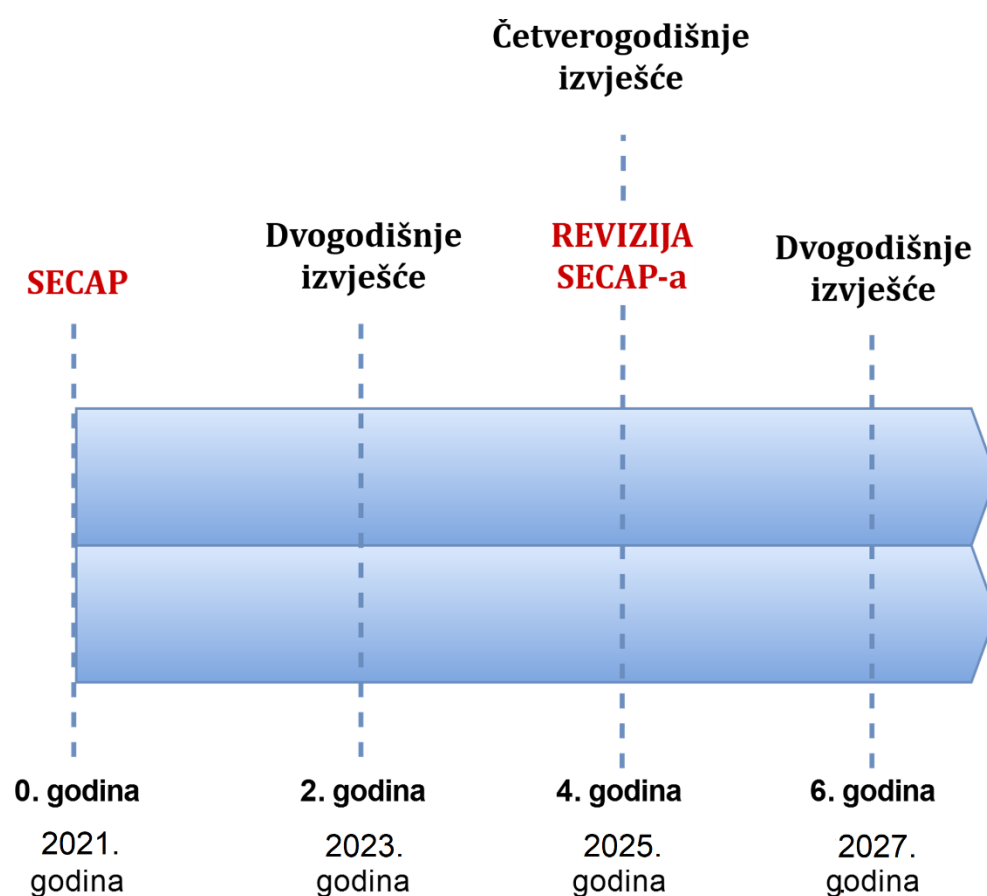 Četverogodišnje
izvješće
SECAP
Dvogodišnje
izvješće
REVIZIJA
SECAP-a
Dvogodišnje
izvješće
0. godina
2. godina
4. godina
6. godina
2021.
godina
2023.
godina
2025.
godina
2027.
godina